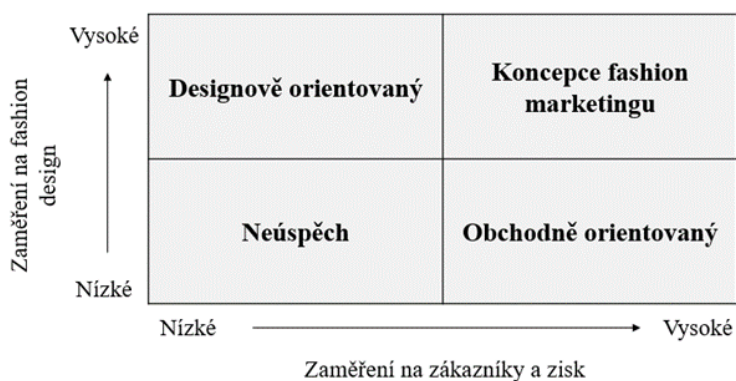 Vysoké
Zaměření na fashion
design
Nízké
Designově orientovaný
Koncepce fashion
marketingu
Neúspěch
Obchodně orientovaný
Nízké
Vysoké
Zaměření na zákazníky a zisk